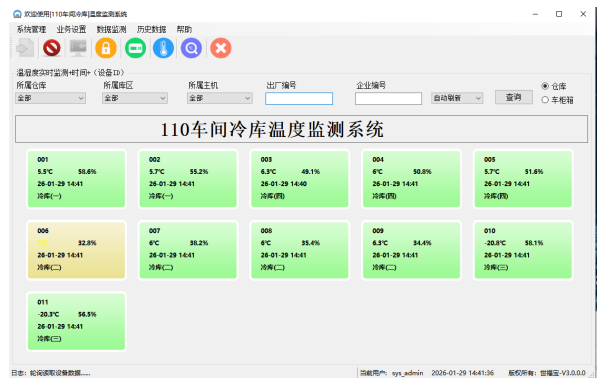 欢迎使用|110车间冷库|温度监测系统
系统管理 业务设置 数据监测 历史数据 帮助
温湿度实时监测+时间+（设备ID）
所属仓库 所属库区 所属主机 出厂编号 企业编号
全部 全部 全部 自动刷新 查询 仓库 车柜箱
110车间冷库温度监测系统
001 002 003 004 005
5.5℃ 58.6% 5.7℃ 55.2% 6.3℃ 49.1% 6℃ 50.8% 5.7℃ 51.6%
26-01-29 14:41 26-01-29 14:41 26-01-29 14:40 26-01-29 14:41 26-01-29 14:41
冷库(一) 冷库(一) 冷库(四) 冷库(四) 冷库(四)
006 007 008 009 010
32.8% 6℃ 38.2% 6℃ 35.4% 6.3℃ 34.4% -20.8℃ 58.1%
26-01-29 14:41 26-01-29 14:41 26-01-29 14:41 26-01-29 14:41 26-01-29 14:41
冷库(二) 冷库(二) 冷库(二) 冷库(二) 冷库(三)
011
-20.3℃ 56.5%
26-01-29 14:41
冷库(三)
日志: 轮询读取设备数据...... 当前用户: sys_admin 2026-01-29 14:41:36 版权所有: 世福宝-V3.0.0.0